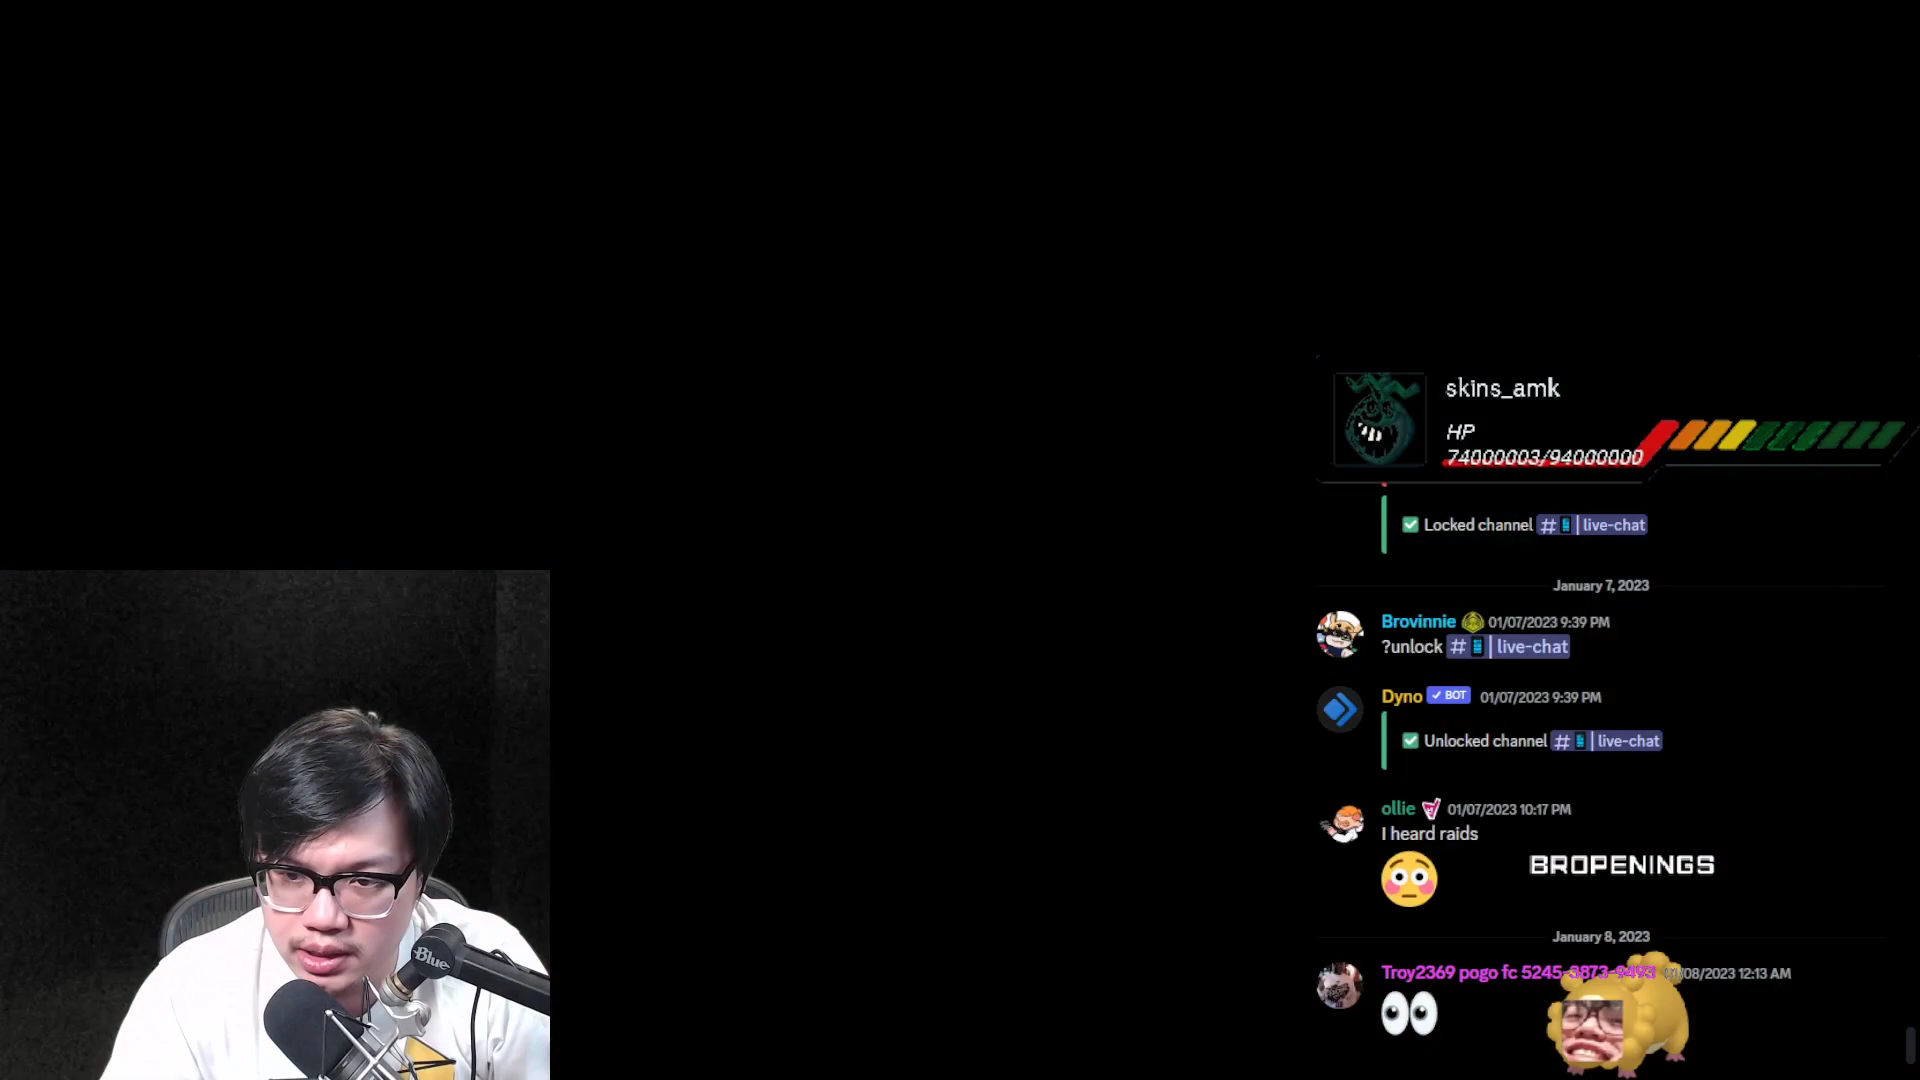 skins_amk
HP
74000003/94000000
Locked channel # | live-chat
January 7, 2023
Brovinnie 01/07/2023 9:39 PM
?unlock # | live-chat
Dyno ✓ BOT 01/07/2023 9:39 PM
Unlocked channel # | live-chat
ollie 01/07/2023 10:17 PM
I heard raids
BROPENINGS
January 8, 2023
Troy2369 pogo fc 5245-3873-9493 01/08/2023 12:13 AM
Blue